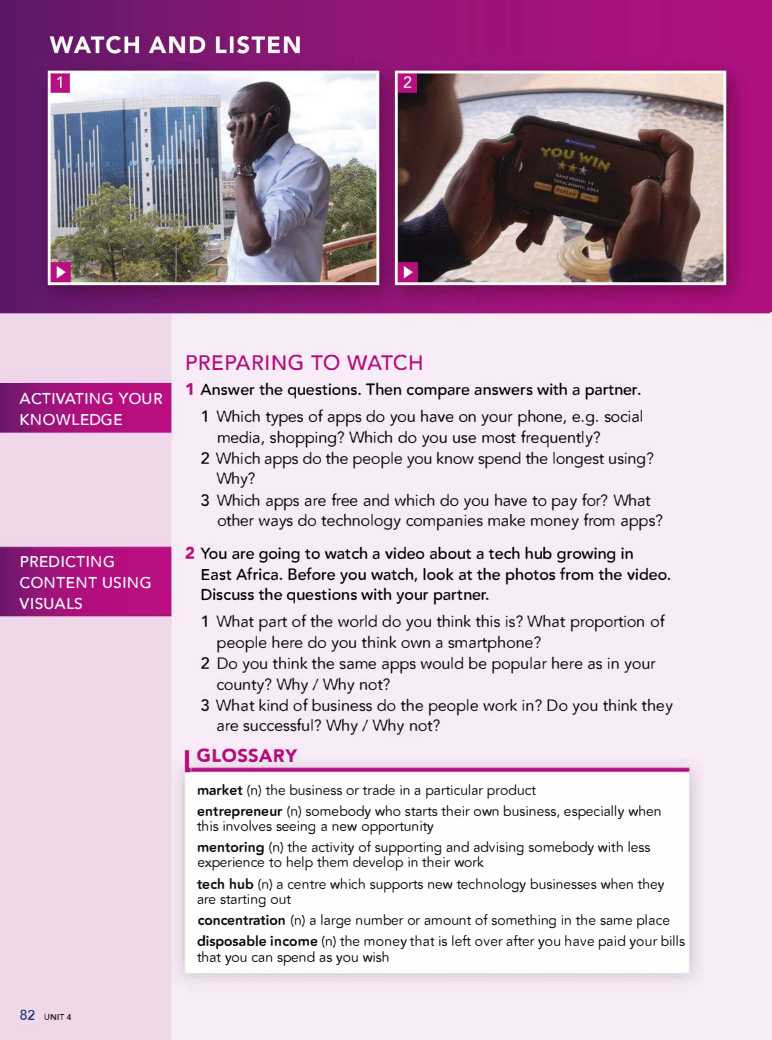 WATCH AND LISTEN
1
2
YOU WIN
GAME POINTS: 14
REPLAY
PREPARING TO WATCH
ACTIVATING YOUR
KNOWLEDGE
1 Answer the questions. Then compare answers with a partner.
1 Which types of apps do you have on your phone, e.g. social
media, shopping? Which do you use most frequently?
2 Which apps do the people you know spend the longest using?
Why?
3 Which apps are free and which do you have to pay for? What
other ways do technology companies make money from apps?
PREDICTING
CONTENT USING
VISUALS
2 You are going to watch a video about a tech hub growing in
East Africa. Before you watch, look at the photos from the video.
Discuss the questions with your partner.
1 What part of the world do you think this is? What proportion of
people here do you think own a smartphone?
2 Do you think the same apps would be popular here as in your
county? Why / Why not?
3 What kind of business do the people work in? Do you think they
are successful? Why / Why not?
GLOSSARY
market (n) the business or trade in a particular product
entrepreneur (n) somebody who starts their own business, especially when
this involves seeing a new opportunity
mentoring (n) the activity of supporting and advising somebody with less
experience to help them develop in their work
tech hub (n) a centre which supports new technology businesses when they
are starting out
concentration (n) a large number or amount of something in the same place
disposable income (n) the money that is left over after you have paid your bills
that you can spend as you wish
82 UNIT 4